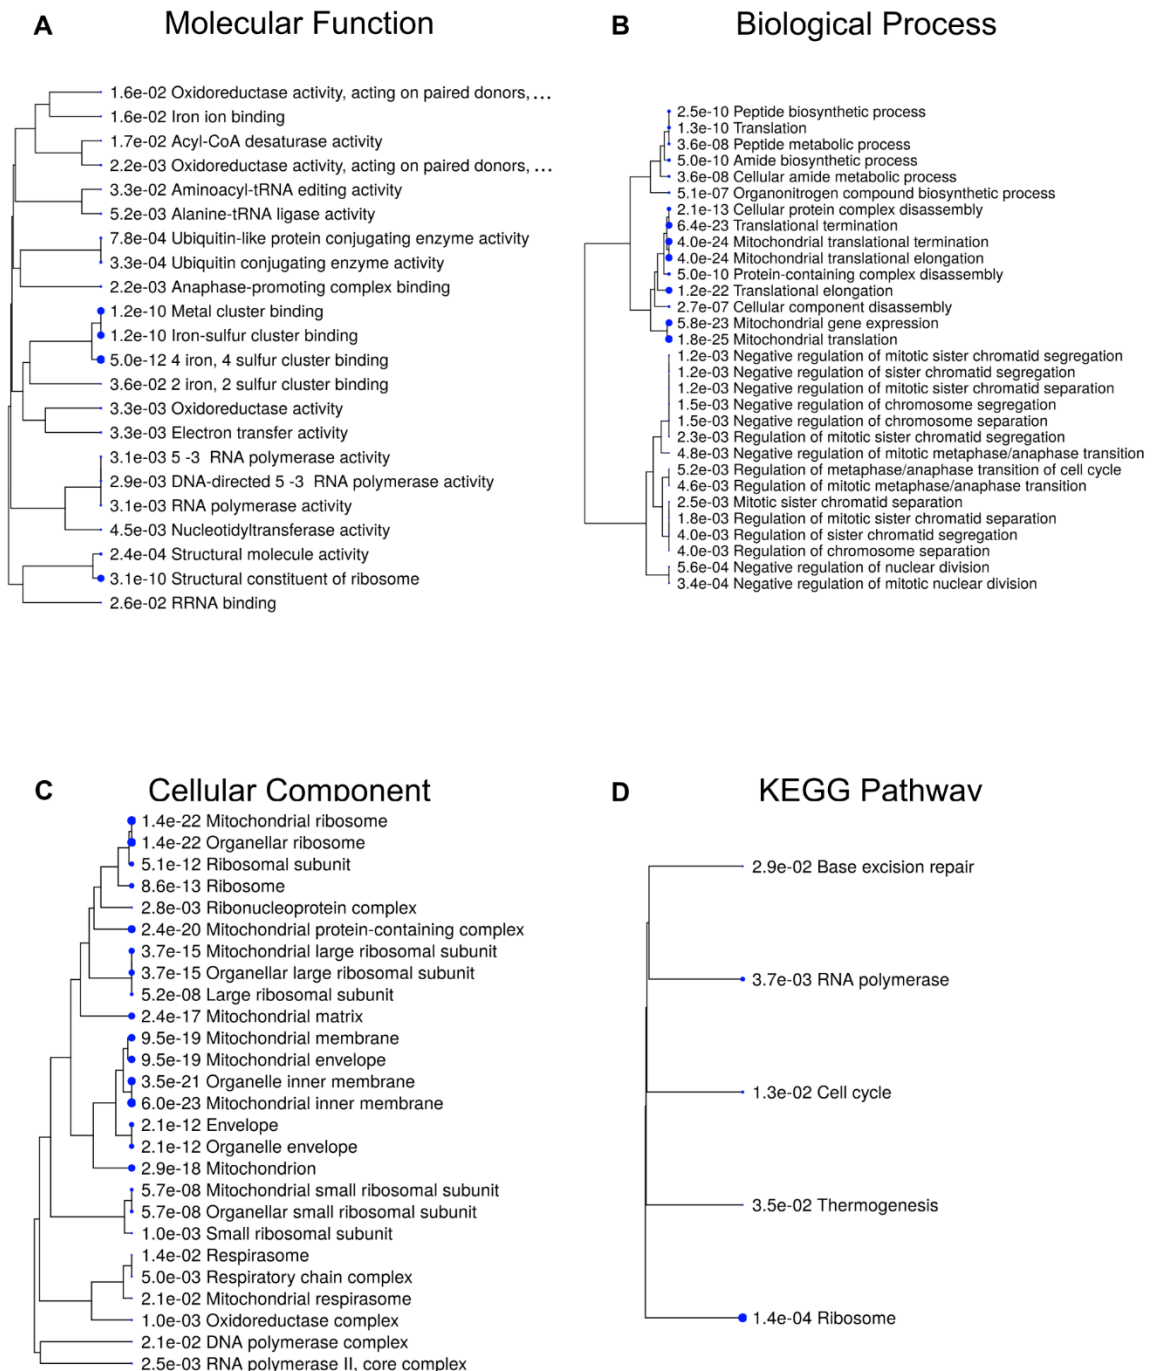 A Molecular Function
1.6e-02 Oxidoreductase activity, acting on paired donors, ...
1.6e-02 Iron ion binding
1.7e-02 Acyl-CoA desaturase activity
2.2e-03 Oxidoreductase activity, acting on paired donors, ...
3.3e-02 Aminoacyl-tRNA editing activity
5.2e-03 Alanine-tRNA ligase activity
7.8e-04 Ubiquitin-like protein conjugating enzyme activity
3.3e-04 Ubiquitin conjugating enzyme activity
2.2e-03 Anaphase-promoting complex binding
1.2e-10 Metal cluster binding
1.2e-10 Iron-sulfur cluster binding
5.0e-12 4 iron, 4 sulfur cluster binding
3.6e-02 2 iron, 2 sulfur cluster binding
3.3e-03 Oxidoreductase activity
3.3e-03 Electron transfer activity
3.1e-03 5 -3 RNA polymerase activity
2.9e-03 DNA-directed 5 -3 RNA polymerase activity
3.1e-03 RNA polymerase activity
4.5e-03 Nucleotidyltransferase activity
2.4e-04 Structural molecule activity
3.1e-10 Structural constituent of ribosome
2.6e-02 RRNA binding
B Biological Process
2.5e-10 Peptide biosynthetic process
1.3e-10 Translation
3.6e-08 Peptide metabolic process
5.0e-10 Amide biosynthetic process
3.6e-08 Cellular amide metabolic process
5.1e-07 Organonitrogen compound biosynthetic process
2.1e-13 Cellular protein complex disassembly
6.4e-23 Translational termination
4.0e-24 Mitochondrial translational termination
4.0e-24 Mitochondrial translational elongation
5.0e-10 Protein-containing complex disassembly
1.2e-22 Translational elongation
2.7e-07 Cellular component disassembly
5.8e-23 Mitochondrial gene expression
1.8e-25 Mitochondrial translation
1.2e-03 Negative regulation of mitotic sister chromatid segregation
1.2e-03 Negative regulation of sister chromatid segregation
1.2e-03 Negative regulation of mitotic sister chromatid separation
1.5e-03 Negative regulation of chromosome segregation
1.5e-03 Negative regulation of chromosome separation
2.3e-03 Regulation of mitotic sister chromatid segregation
4.8e-03 Negative regulation of mitotic metaphase/anaphase transition
5.2e-03 Regulation of metaphase/anaphase transition of cell cycle
4.6e-03 Regulation of mitotic metaphase/anaphase transition
2.5e-03 Mitotic sister chromatid separation
1.8e-03 Regulation of mitotic sister chromatid separation
4.0e-03 Regulation of sister chromatid segregation
4.0e-03 Regulation of chromosome separation
5.6e-04 Negative regulation of nuclear division
3.4e-04 Negative regulation of mitotic nuclear division
C Cellular Component
1.4e-22 Mitochondrial ribosome
1.4e-22 Organellar ribosome
5.1e-12 Ribosomal subunit
8.6e-13 Ribosome
2.8e-03 Ribonucleoprotein complex
2.4e-20 Mitochondrial protein-containing complex
3.7e-15 Mitochondrial large ribosomal subunit
3.7e-15 Organellar large ribosomal subunit
5.2e-08 Large ribosomal subunit
2.4e-17 Mitochondrial matrix
9.5e-19 Mitochondrial membrane
9.5e-19 Mitochondrial envelope
3.5e-21 Organelle inner membrane
6.0e-23 Mitochondrial inner membrane
2.1e-12 Envelope
2.1e-12 Organelle envelope
2.9e-18 Mitochondrion
5.7e-08 Mitochondrial small ribosomal subunit
5.7e-08 Organellar small ribosomal subunit
1.0e-03 Small ribosomal subunit
1.4e-02 Respirasome
5.0e-03 Respiratory chain complex
2.1e-02 Mitochondrial respirasome
1.0e-03 Oxidoreductase complex
2.1e-02 DNA polymerase complex
2.5e-03 RNA polymerase II, core complex
D KEGG Pathway
2.9e-02 Base excision repair
3.7e-03 RNA polymerase
1.3e-02 Cell cycle
3.5e-02 Thermogenesis
1.4e-04 Ribosome